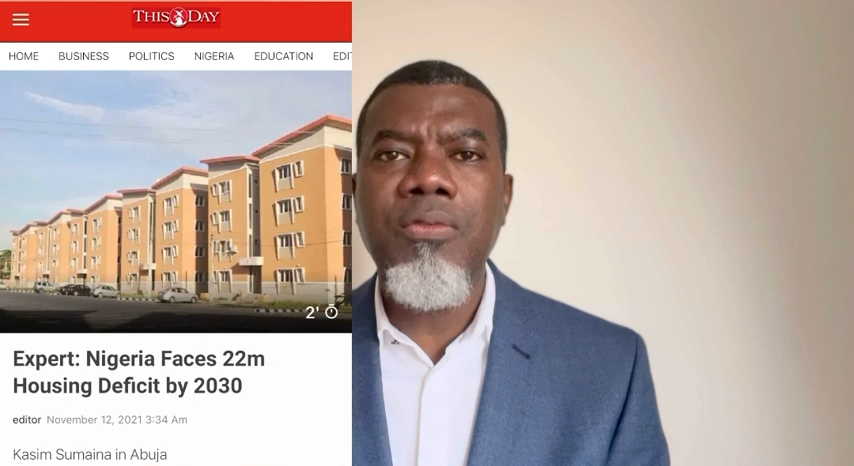 THISDAY
HOME BUSINESS POLITICS NIGERIA EDUCATION EDI
2'
Expert: Nigeria Faces 22m
Housing Deficit by 2030
editor November 12, 2021 3:34 Am
Kasim Sumaina in Abuja